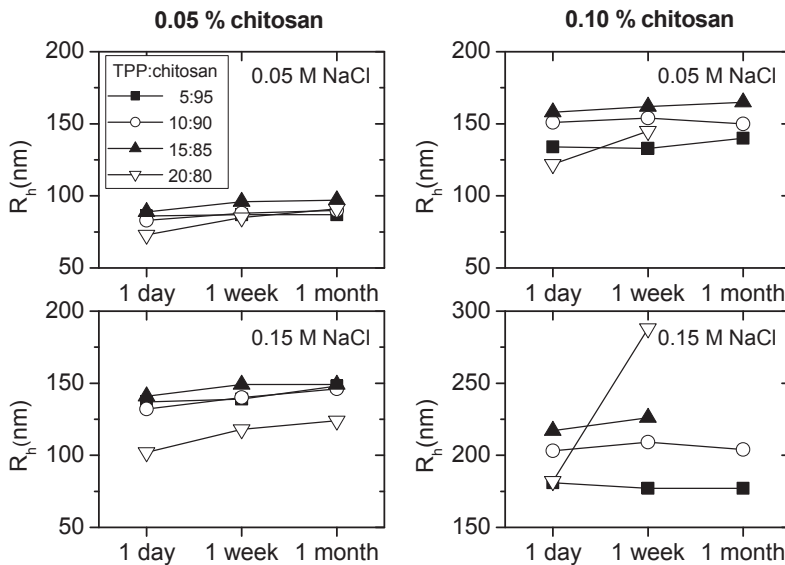 0.05 % chitosan
0.10 % chitosan
200
150
100
50
R_h(nm)
TPP:chitosan
5:95
10:90
15:85
20:80
0.05 M NaCl
1 day 1 week 1 month
200
150
100
50
R_h(nm)
0.05 M NaCl
1 day 1 week 1 month
200
150
100
50
R_h(nm)
0.15 M NaCl
1 day 1 week 1 month
300
250
200
150
R_h(nm)
0.15 M NaCl
1 day 1 week 1 month